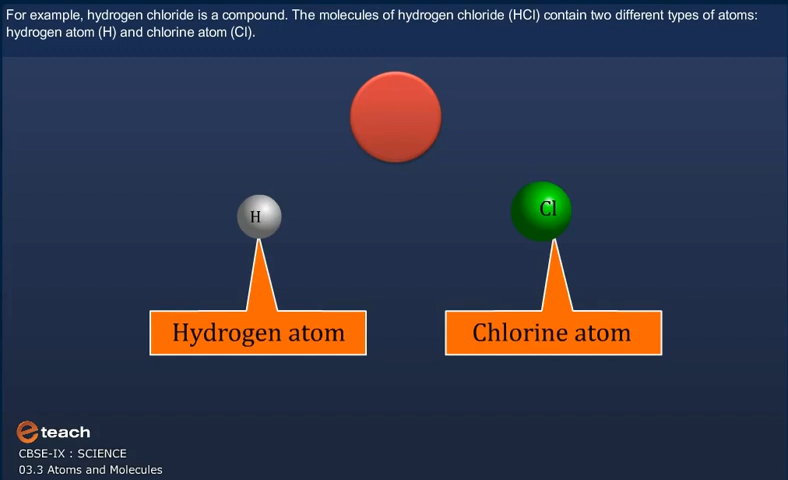 For example, hydrogen chloride is a compound. The molecules of hydrogen chloride (HCl) contain two different types of atoms:
hydrogen atom (H) and chlorine atom (Cl).
H
Cl
Hydrogen atom
Chlorine atom
e teach
CBSE-IX : SCIENCE
03.3 Atoms and Molecules